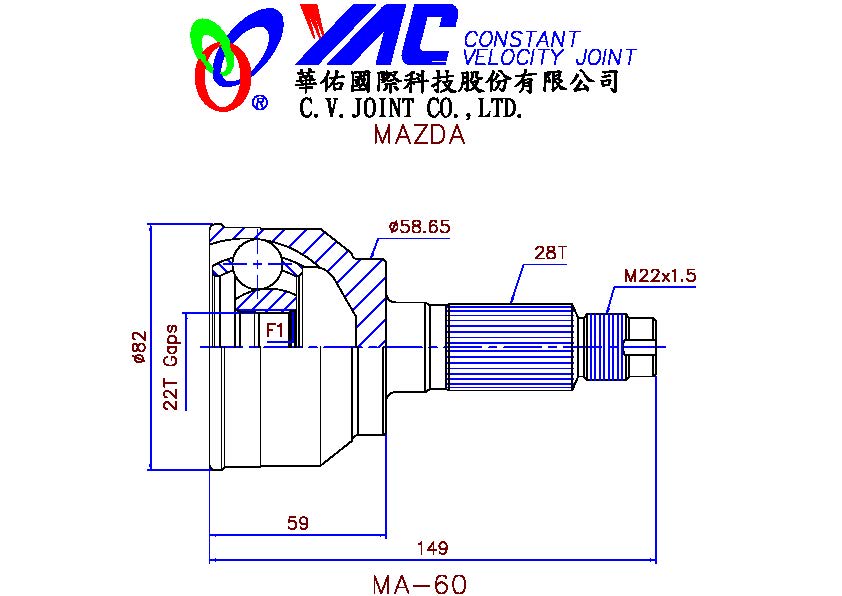 YAC CONSTANT
VELOCITY JOINT
華佑國際科技股份有限公司
®
C.V.JOINT CO.,LTD.
MAZDA
ø58.65
28T
M22x1.5
F1
ø82
22T Gaps
59
149
MA-60